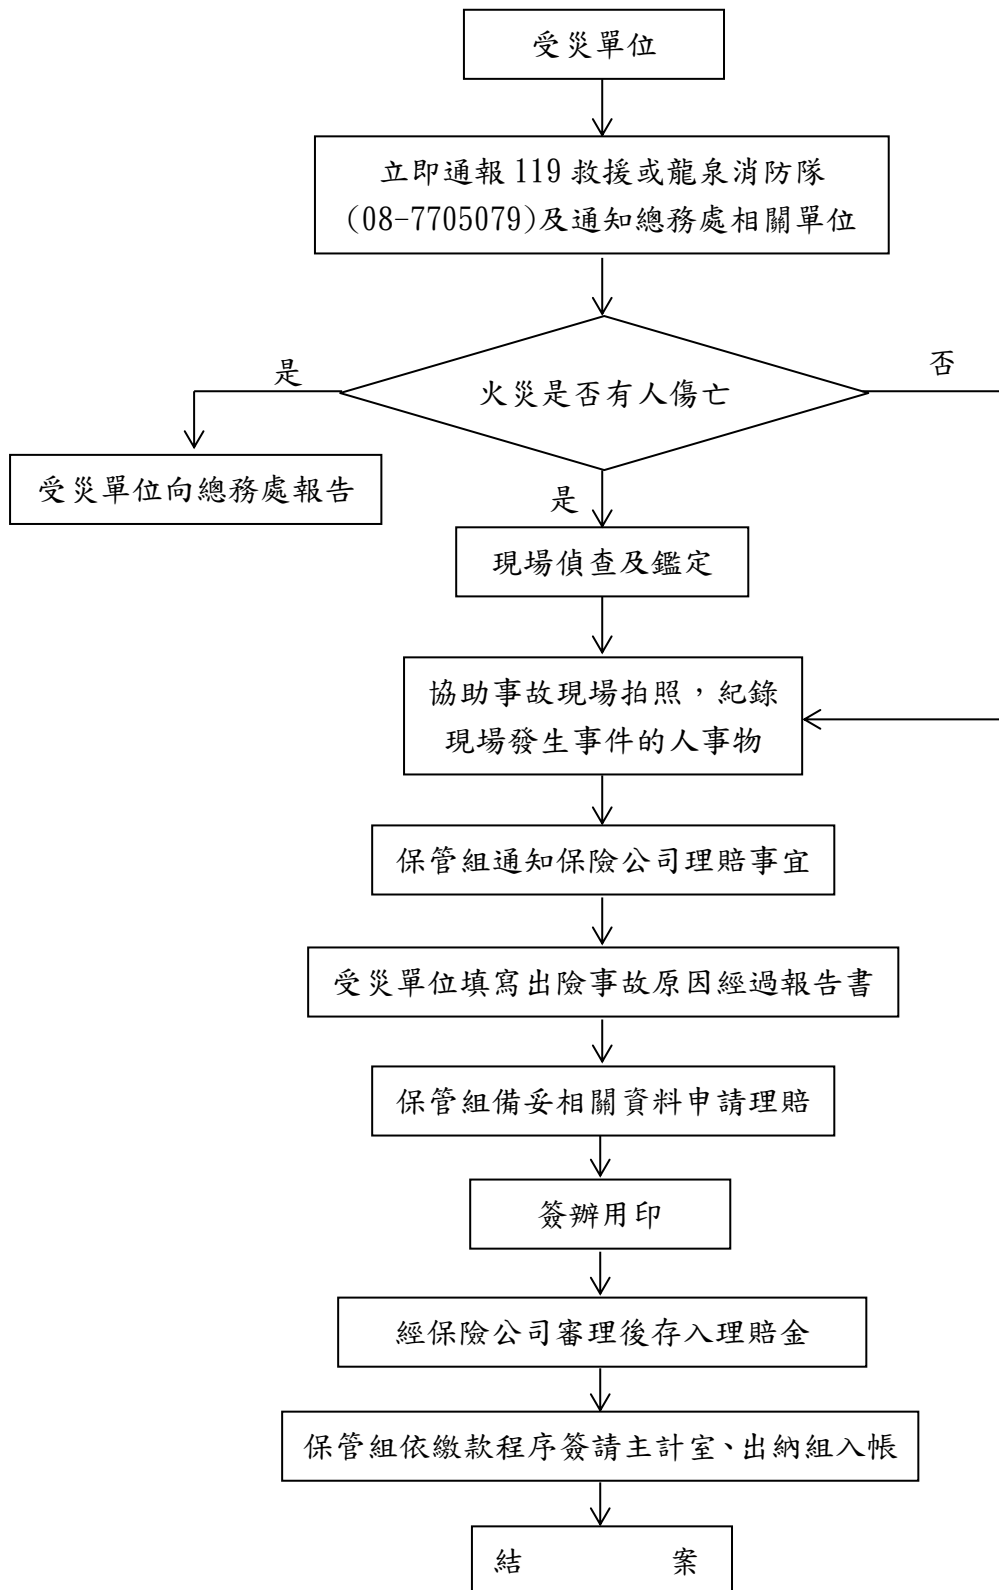 受災單位
立即通報 119 救援或龍泉消防隊
(08-7705079)及通知總務處相關單位
是
火災是否有人傷亡
否
受災單位向總務處報告
是
現場偵查及鑑定
協助事故現場拍照，紀錄
現場發生事件的人事物
保管組通知保險公司理賠事宜
受災單位填寫出險事故原因經過報告書
保管組備妥相關資料申請理賠
簽辦用印
經保險公司審理後存入理賠金
保管組依繳款程序簽請主計室、出納組入帳
結 案